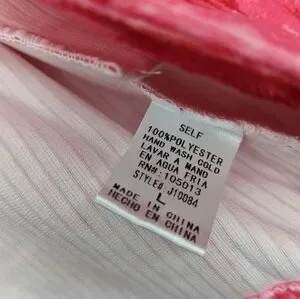 SELF
100%POLYESTER
HAND WASH COLD
LAVAR A MANO
EN AGUA FRIA
RN#: 105013
STYLE#: J10084
L
MADE IN CHINA
HECHO EN CHINA